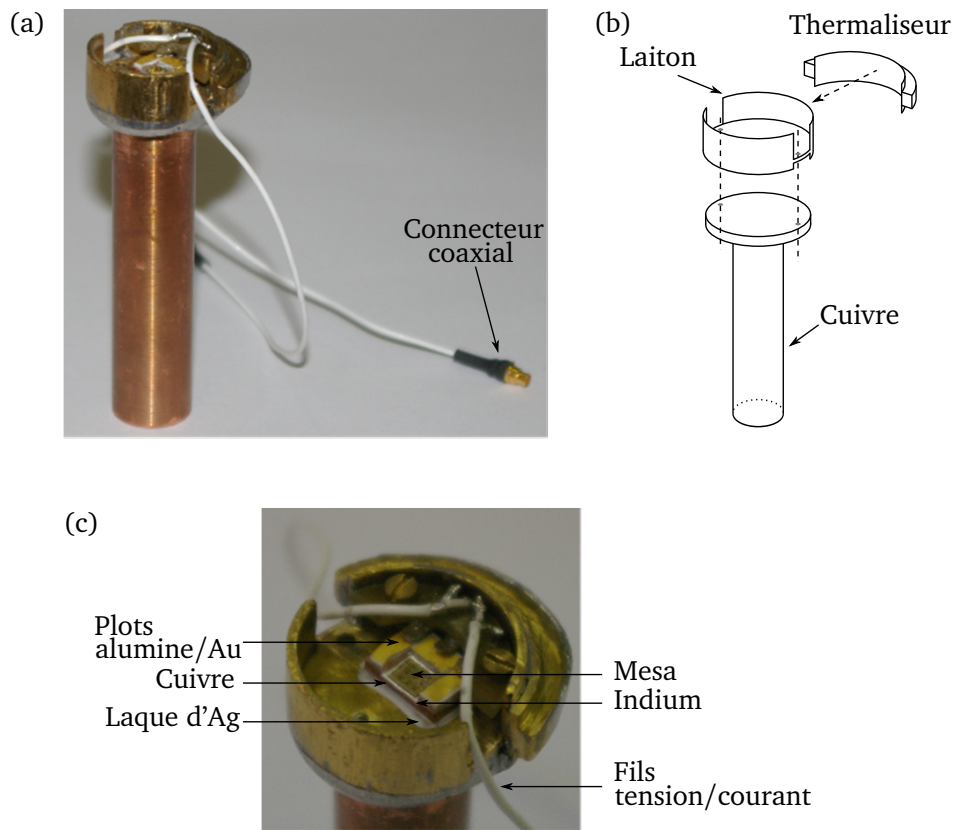 (a)
Connecteur
coaxial
(b)
Thermaliseur
Laiton
Cuivre
(c)
Plots
alumine/Au
Cuivre
Laque d'Ag
Mesa
Indium
Fils
tension/courant